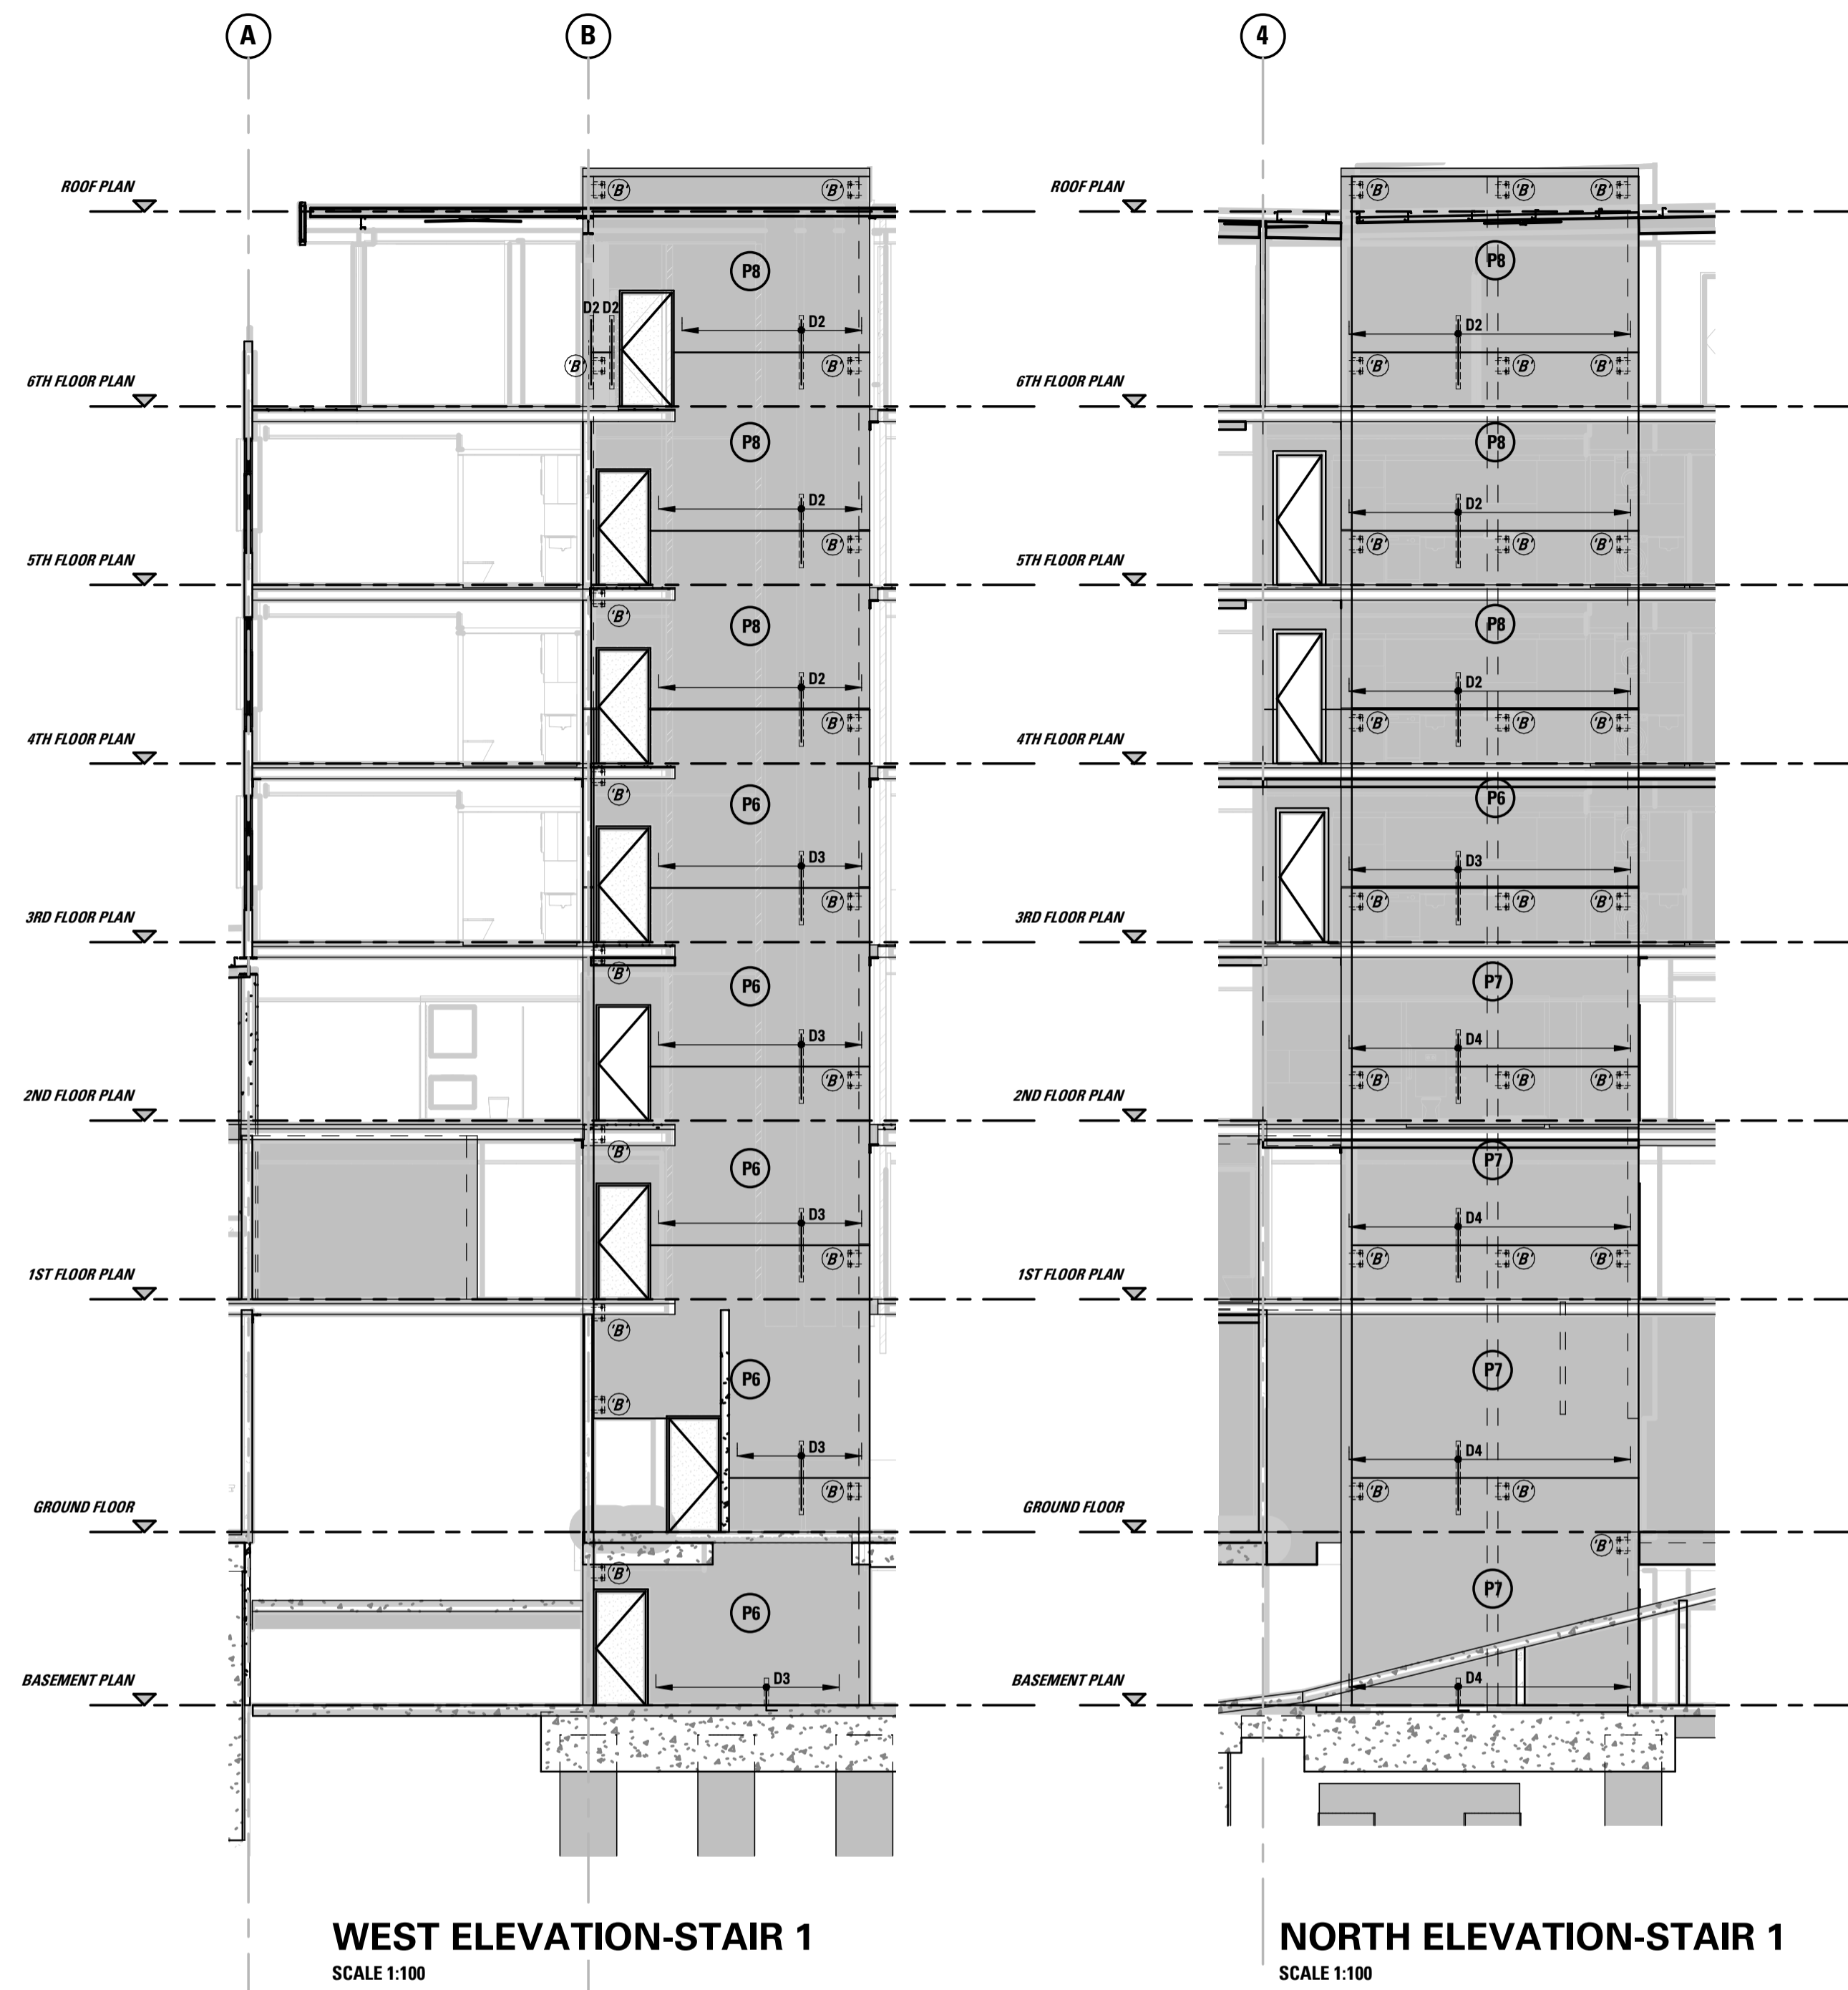 A B 4
ROOF PLAN 'B' 'B' ROOF PLAN 'B' 'B' 'B'
P8 P8
D2 D2 D2 D2
'B' 'B' 'B' 'B' 'B'
6TH FLOOR PLAN 6TH FLOOR PLAN
P8 P8
D2 D2
'B' 'B' 'B' 'B'
5TH FLOOR PLAN 5TH FLOOR PLAN
'B' P8 P8
D2 D2
'B' 'B' 'B' 'B'
4TH FLOOR PLAN 4TH FLOOR PLAN
'B' P6 P6
D3 D3
'B' 'B' 'B' 'B'
3RD FLOOR PLAN 3RD FLOOR PLAN
'B' P6 P7
D3 D4
'B' 'B' 'B' 'B'
2ND FLOOR PLAN 2ND FLOOR PLAN
'B' P6 P7
D3 D4
'B' 'B' 'B' 'B'
1ST FLOOR PLAN 1ST FLOOR PLAN
'B'
P6 P7
'B'
D3 D4
'B' 'B' 'B'
GROUND FLOOR GROUND FLOOR
'B' 'B'
P6 P7
D3 D4
BASEMENT PLAN BASEMENT PLAN
WEST ELEVATION-STAIR 1
SCALE 1:100
NORTH ELEVATION-STAIR 1
SCALE 1:100